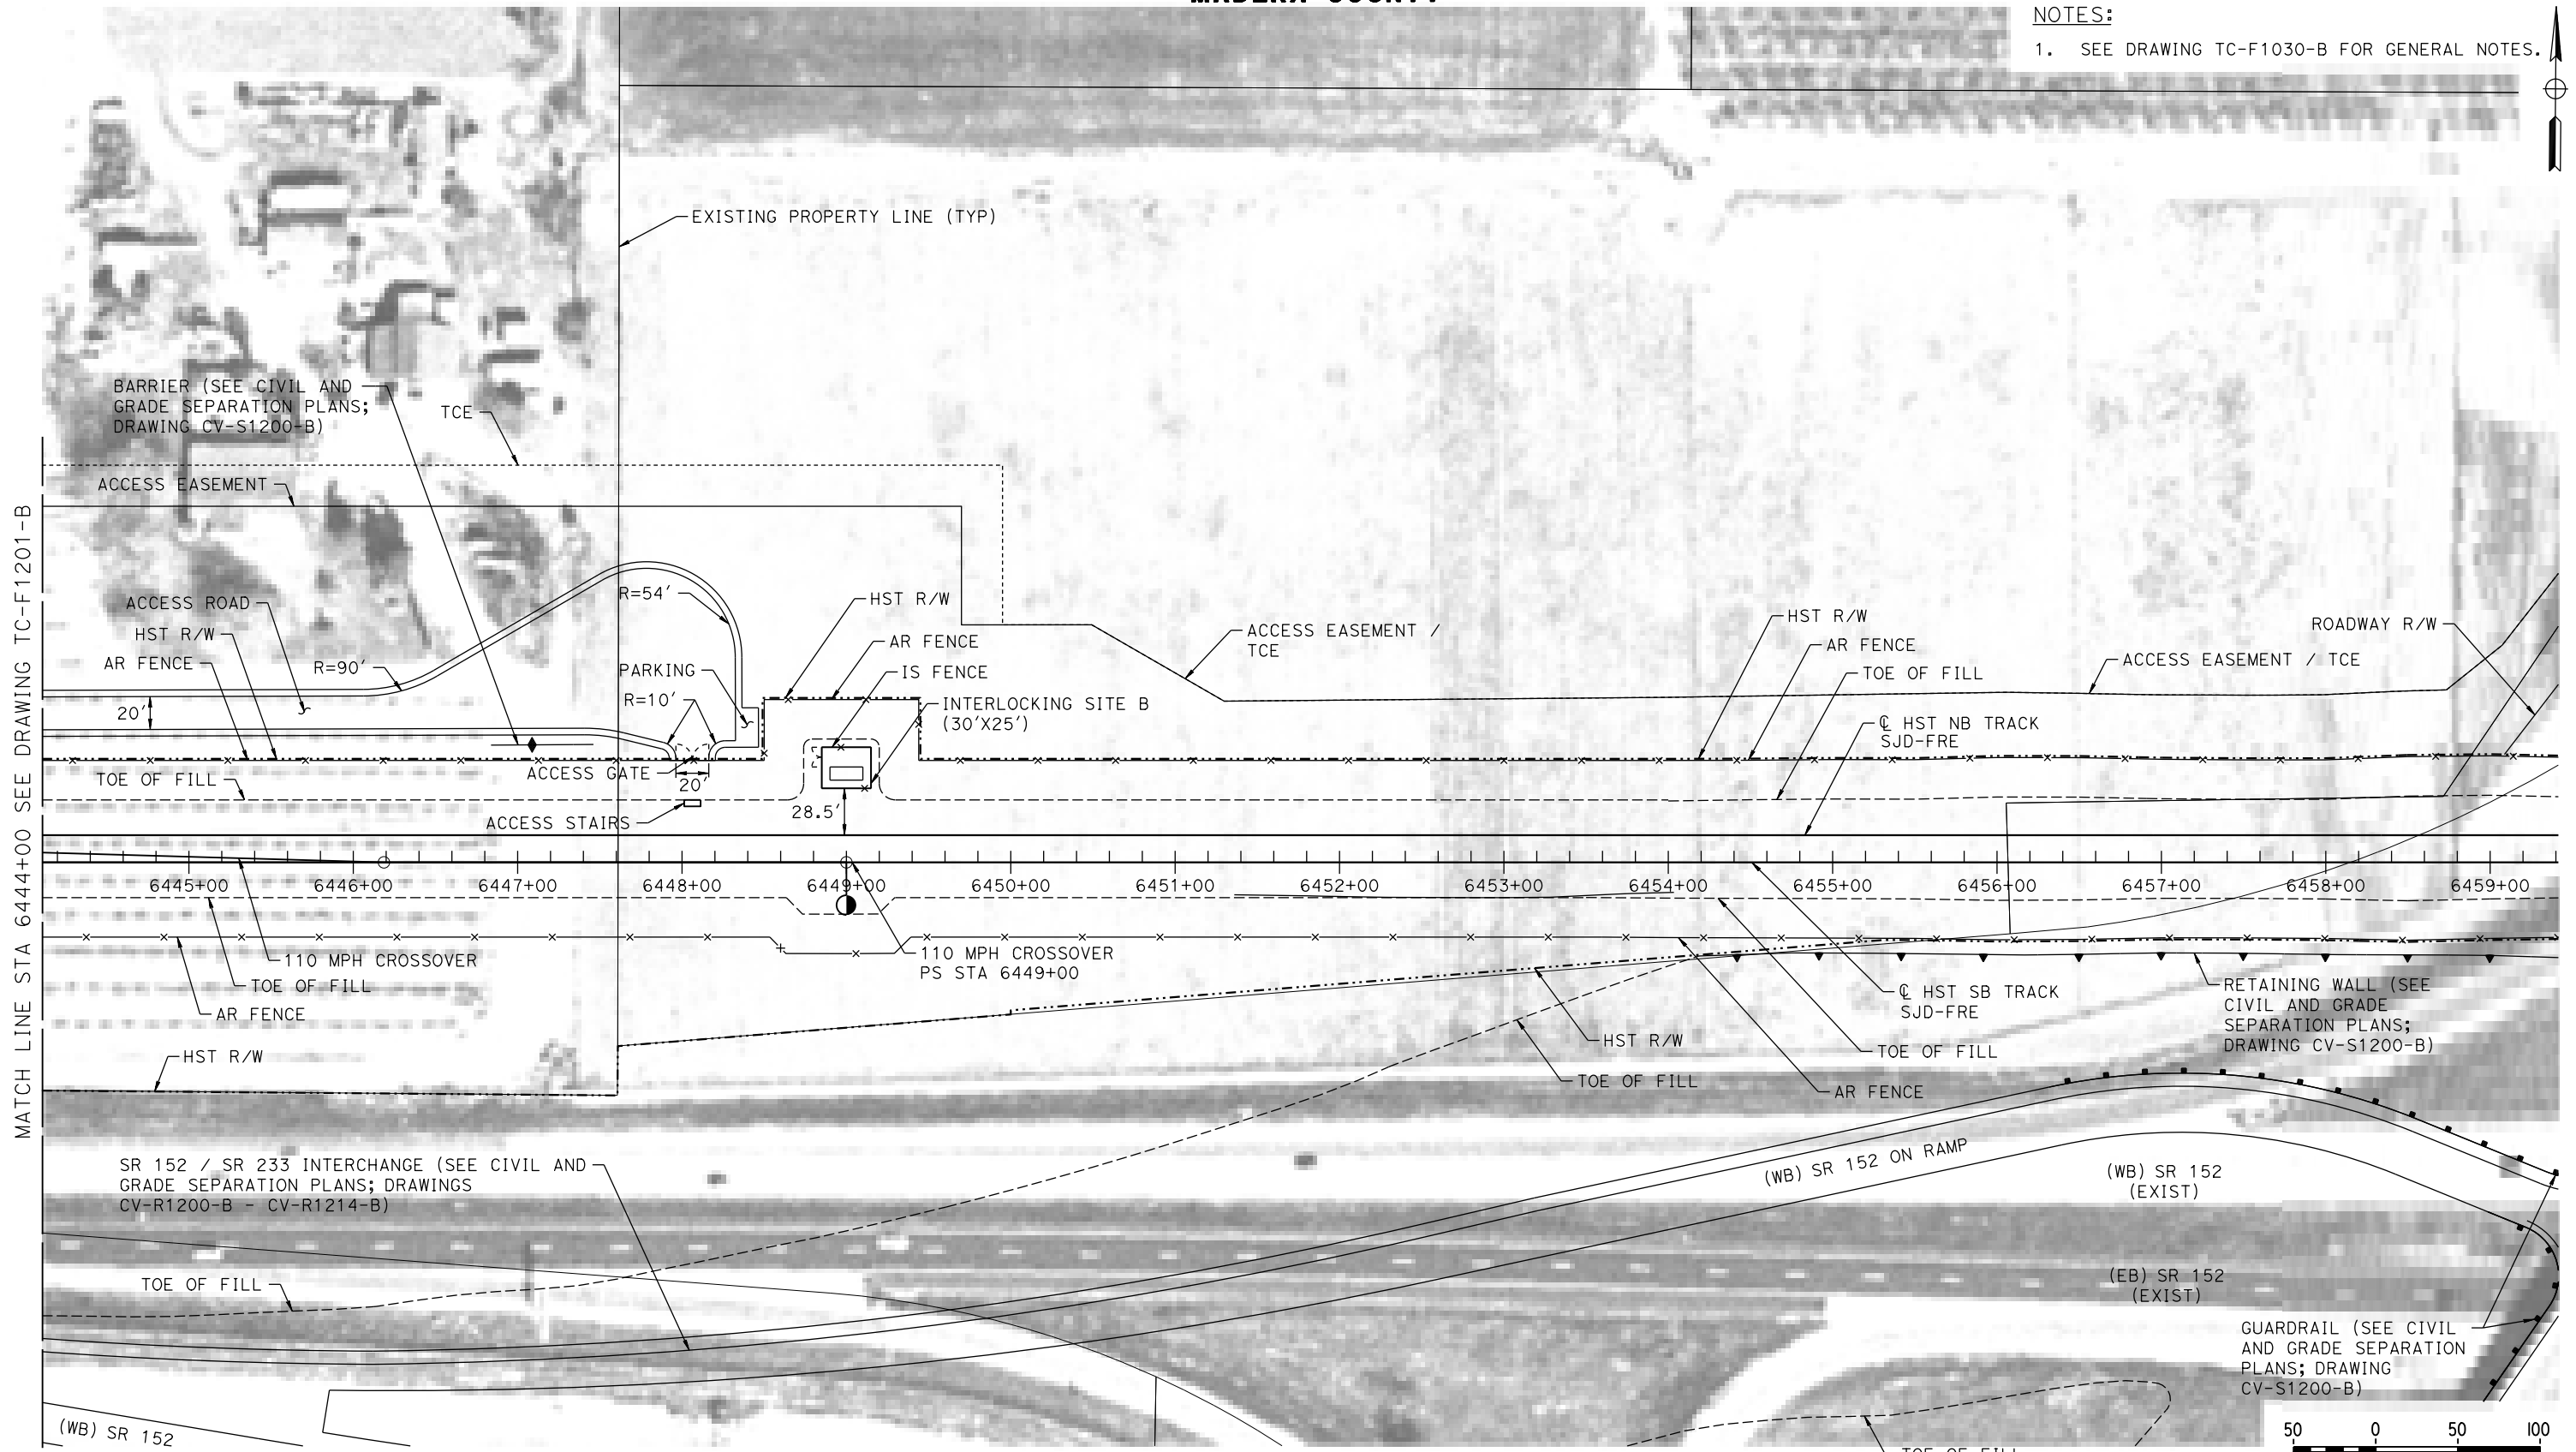 MADERA COUNTY
NOTES:
1. SEE DRAWING TC-F1030-B FOR GENERAL NOTES.
EXISTING PROPERTY LINE (TYP)
BARRIER (SEE CIVIL AND
GRADE SEPARATION PLANS;
DRAWING CV-S1200-B)
TCE
ACCESS EASEMENT
MATCH LINE STA 6444+00 SEE DRAWING TC-F1201-B
ACCESS ROAD
HST R/W
AR FENCE
R=90'
20'
R=54'
PARKING
R=10'
HST R/W
AR FENCE
IS FENCE
INTERLOCKING SITE B
(30'X25')
ACCESS EASEMENT /
TCE
HST R/W
AR FENCE
TOE OF FILL
ROADWAY R/W
ACCESS EASEMENT / TCE
℄ HST NB TRACK
SJD-FRE
TOE OF FILL
ACCESS GATE
20'
ACCESS STAIRS
28.5'
6445+00
6446+00
6447+00
6448+00
6449+00
6450+00
6451+00
6452+00
6453+00
6454+00
6455+00
6456+00
6457+00
6458+00
6459+00
110 MPH CROSSOVER
TOE OF FILL
AR FENCE
HST R/W
110 MPH CROSSOVER
PS STA 6449+00
℄ HST SB TRACK
SJD-FRE
HST R/W
TOE OF FILL
TOE OF FILL
AR FENCE
RETAINING WALL (SEE
CIVIL AND GRADE
SEPARATION PLANS;
DRAWING CV-S1200-B)
SR 152 / SR 233 INTERCHANGE (SEE CIVIL AND
GRADE SEPARATION PLANS; DRAWINGS
CV-R1200-B - CV-R1214-B)
(WB) SR 152 ON RAMP
(WB) SR 152
(EXIST)
TOE OF FILL
(EB) SR 152
(EXIST)
GUARDRAIL (SEE CIVIL
AND GRADE SEPARATION
PLANS; DRAWING
CV-S1200-B)
(WB) SR 152
TOE OF FILL
50 0 50 100